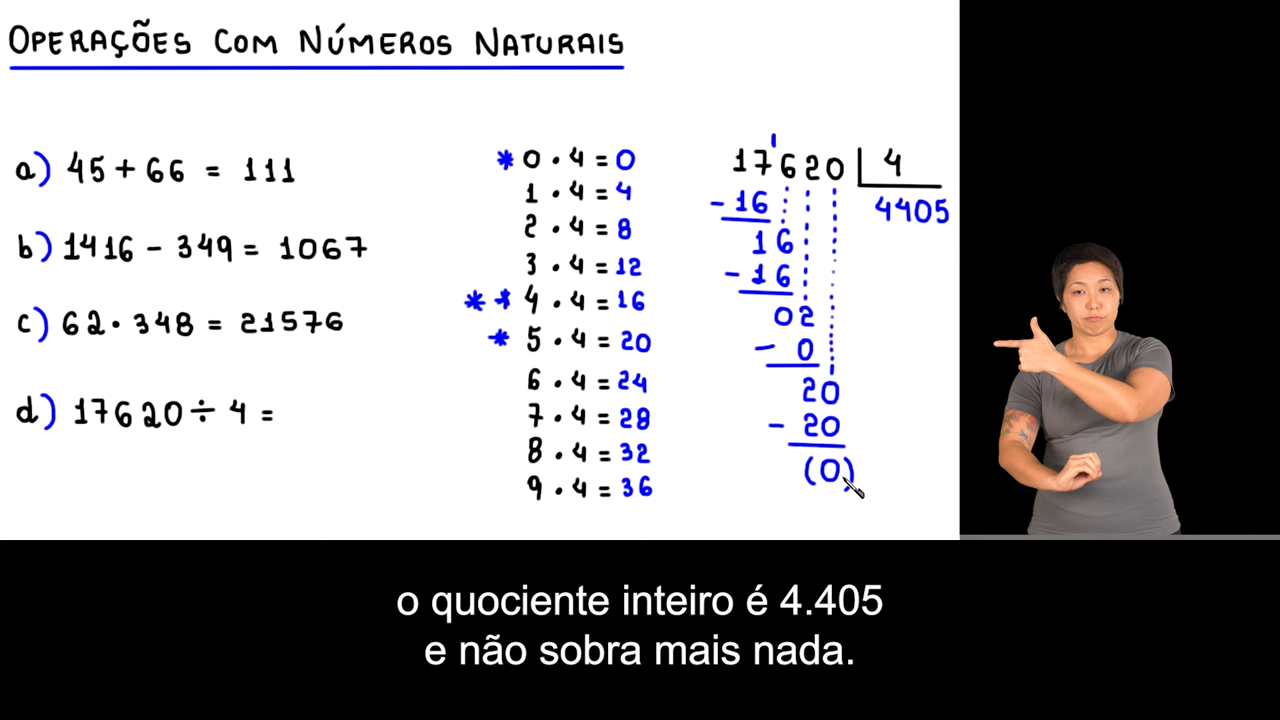 OPERAÇÕES COM NÚMEROS NATURAIS
a) 45 + 66 = 111
b) 1416 - 349 = 1067
c) 62 · 348 = 21576
d) 17620 ÷ 4 =
* 0 · 4 = 0
1 · 4 = 4
2 · 4 = 8
3 · 4 = 12
* * 4 · 4 = 16
* 5 · 4 = 20
6 · 4 = 24
7 · 4 = 28
8 · 4 = 32
9 · 4 = 36
17'620 4
- 16 4405
16
- 16
02
- 0
20
- 20
(0)
o quociente inteiro é 4.405
e não sobra mais nada.